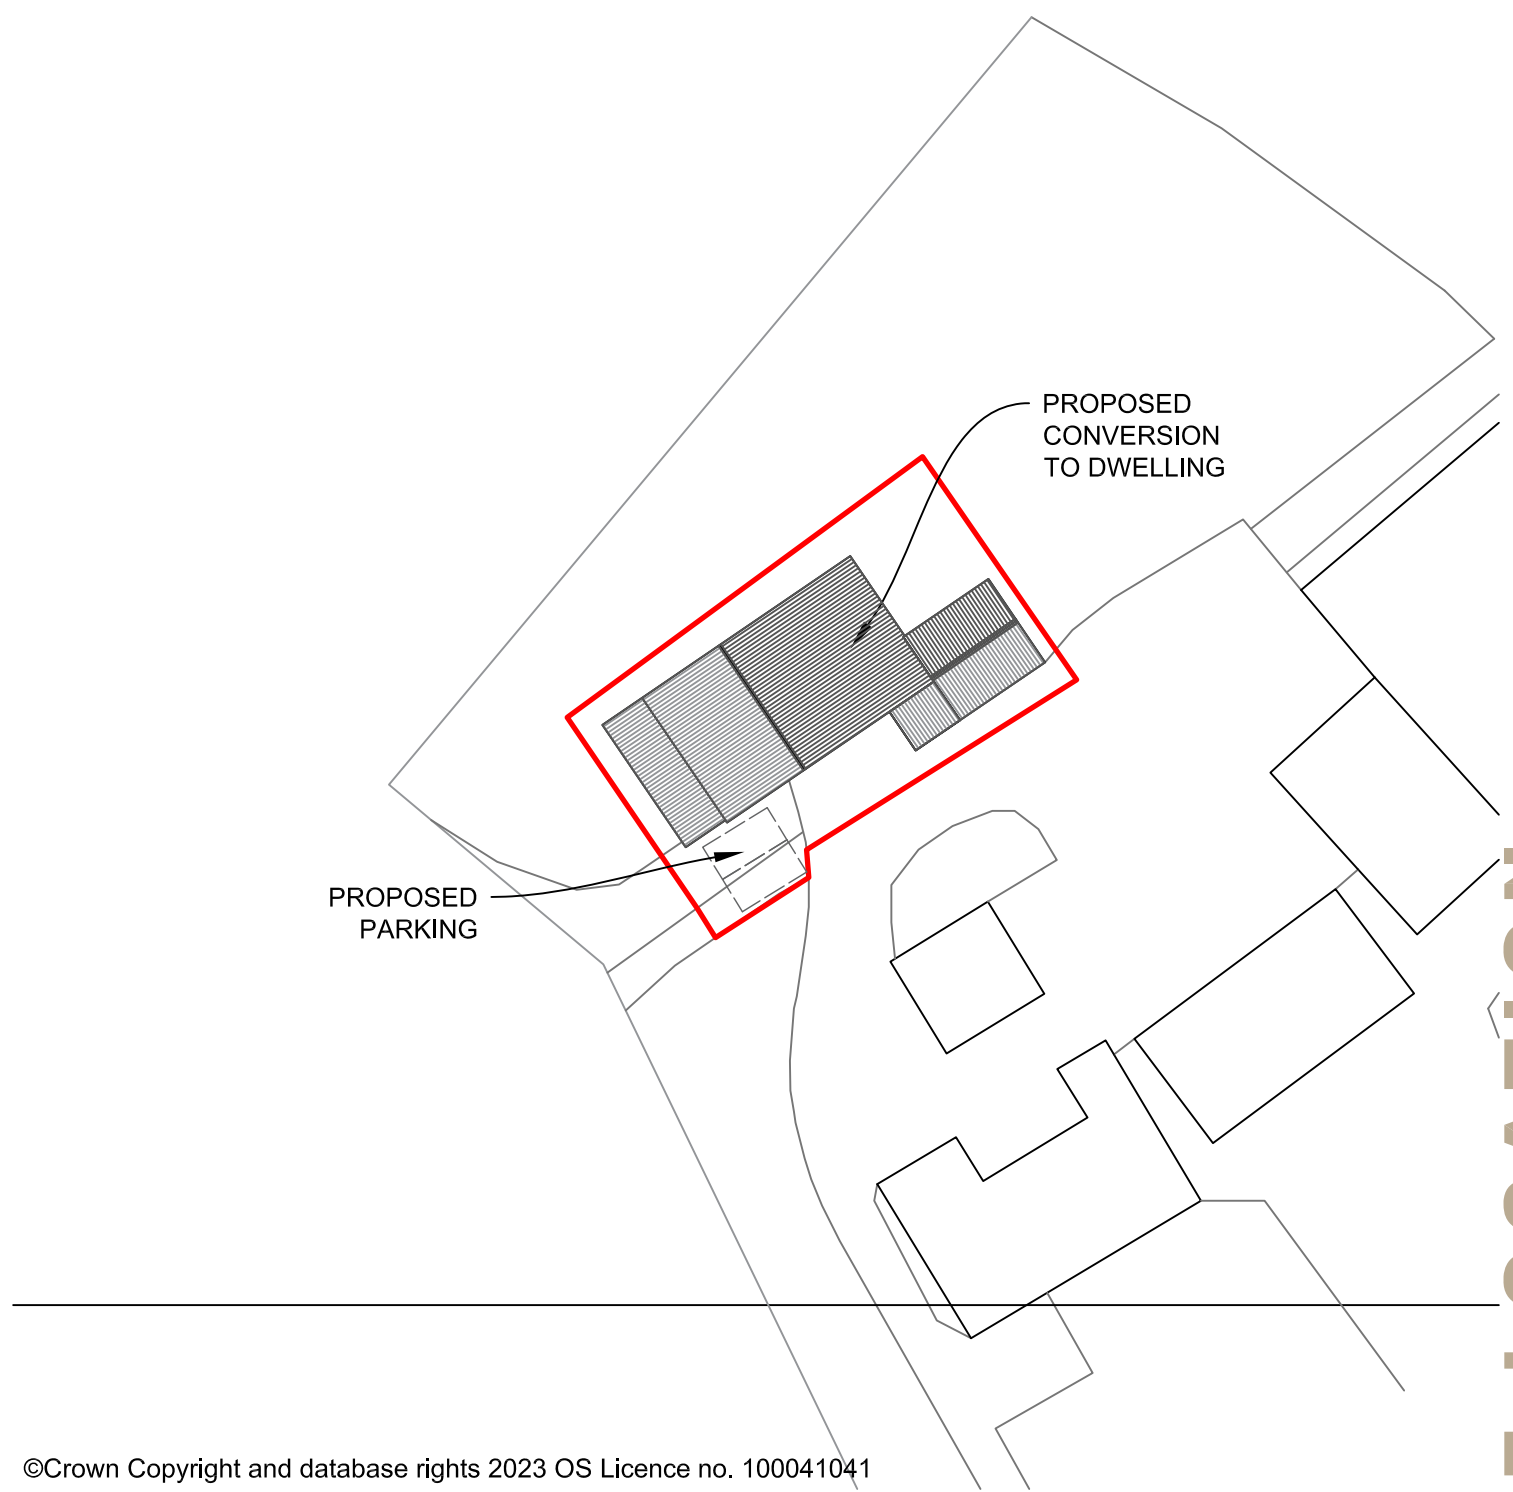 PROPOSED
CONVERSION
TO DWELLING
PROPOSED
PARKING
©Crown Copyright and database rights 2023 OS Licence no. 100041041